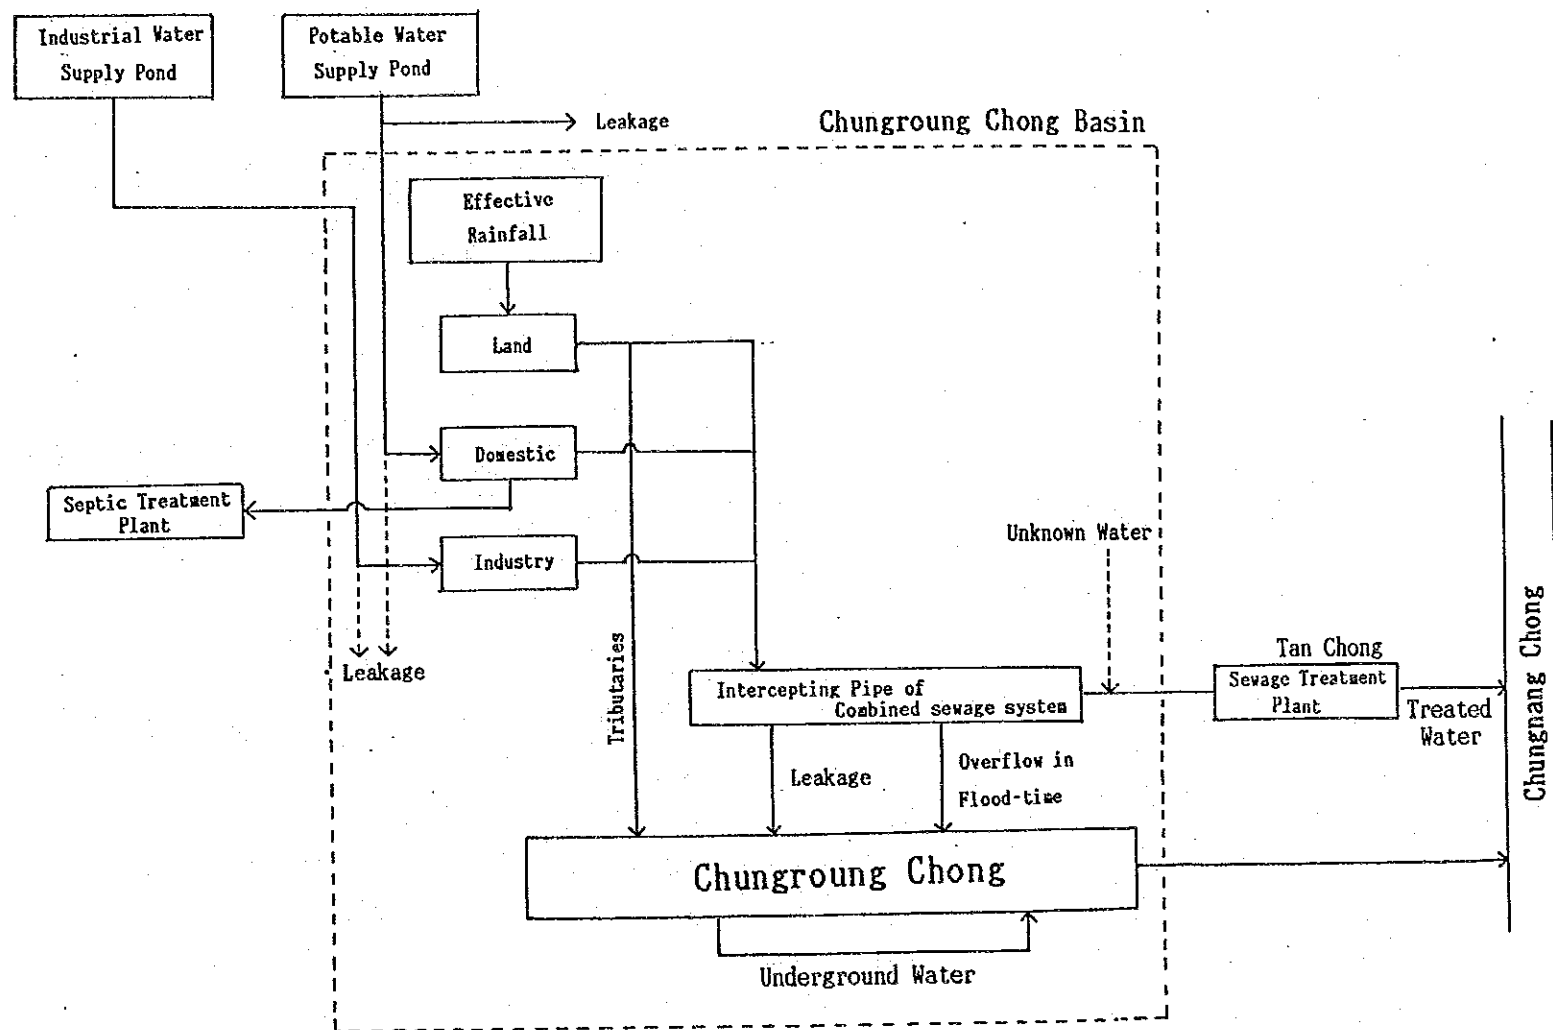 Industrial Water
Supply Pond
Potable Water
Supply Pond
Leakage
Chungroung Chong Basin
Effective
Rainfall
Land
Domestic
Septic Treatment
Plant
Industry
Unknown Water
Leakage
Tributaries
Intercepting Pipe of
Combined sewage system
Tan Chong
Sewage Treatment
Plant
Treated
Water
Chungnang Chong
Leakage
Overflow in
Flood-time
Chungroung Chong
Underground Water